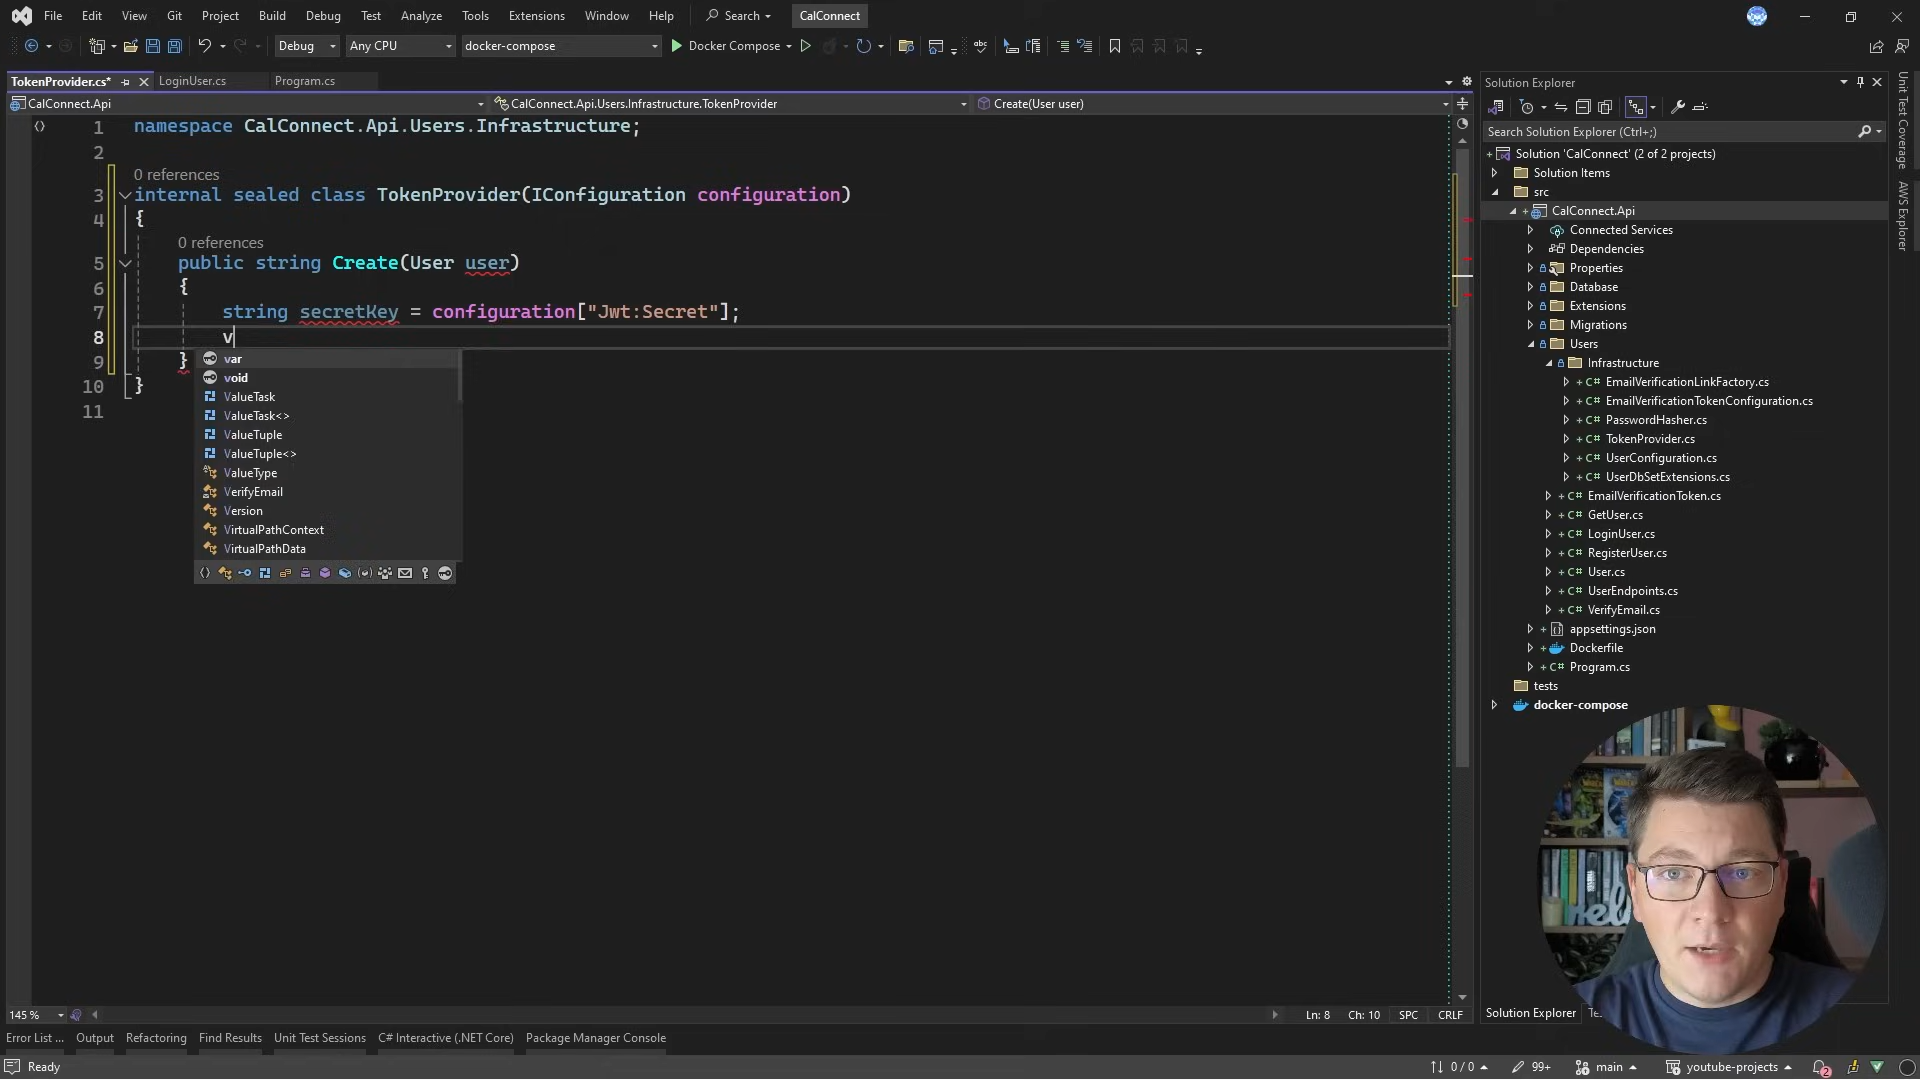 File Edit View Git Project Build Debug Test Analyze Tools Extensions Window Help Search CalConnect
Debug Any CPU docker-compose Docker Compose
TokenProvider.cs* LoginUser.cs Program.cs
CalConnect.Api CalConnect.Api.Users.Infrastructure.TokenProvider Create(User user)
1 namespace CalConnect.Api.Users.Infrastructure;
2
0 references
3 internal sealed class TokenProvider(IConfiguration configuration)
4 {
0 references
5 public string Create(User user)
6 {
7 string secretKey = configuration["Jwt:Secret"];
8 v
9 }
10 }
11
var
void
ValueTask
ValueTask<>
ValueTuple
ValueTuple<>
ValueType
VerifyEmail
Version
VirtualPathContext
VirtualPathData
145 % Ln: 8 Ch: 10 SPC CRLF
Error List ... Output Refactoring Find Results Unit Test Sessions C# Interactive (.NET Core) Package Manager Console
Ready 0 / 0 99+ main youtube-projects 2
Solution Explorer
Search Solution Explorer (Ctrl+;)
Solution 'CalConnect' (2 of 2 projects)
Solution Items
src
CalConnect.Api
Connected Services
Dependencies
Properties
Database
Extensions
Migrations
Users
Infrastructure
C# EmailVerificationLinkFactory.cs
C# EmailVerificationTokenConfiguration.cs
C# PasswordHasher.cs
C# TokenProvider.cs
C# UserConfiguration.cs
C# UserDbSetExtensions.cs
C# EmailVerificationToken.cs
C# GetUser.cs
C# LoginUser.cs
C# RegisterUser.cs
C# User.cs
C# UserEndpoints.cs
C# VerifyEmail.cs
appsettings.json
Dockerfile
C# Program.cs
tests
docker-compose
Solution Explorer
Unit Test Coverage
AWS Explorer